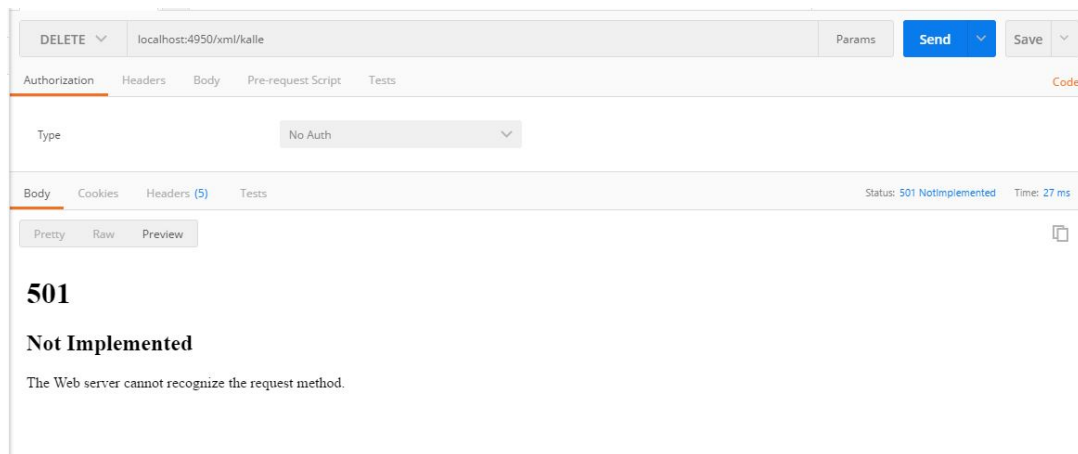 DELETE localhost:4950/xml/kalle Params Send Save
Authorization Headers Body Pre-request Script Tests Code
Type No Auth
Body Cookies Headers (5) Tests Status: 501 NotImplemented Time: 27 ms
Pretty Raw Preview
501
Not Implemented
The Web server cannot recognize the request method.